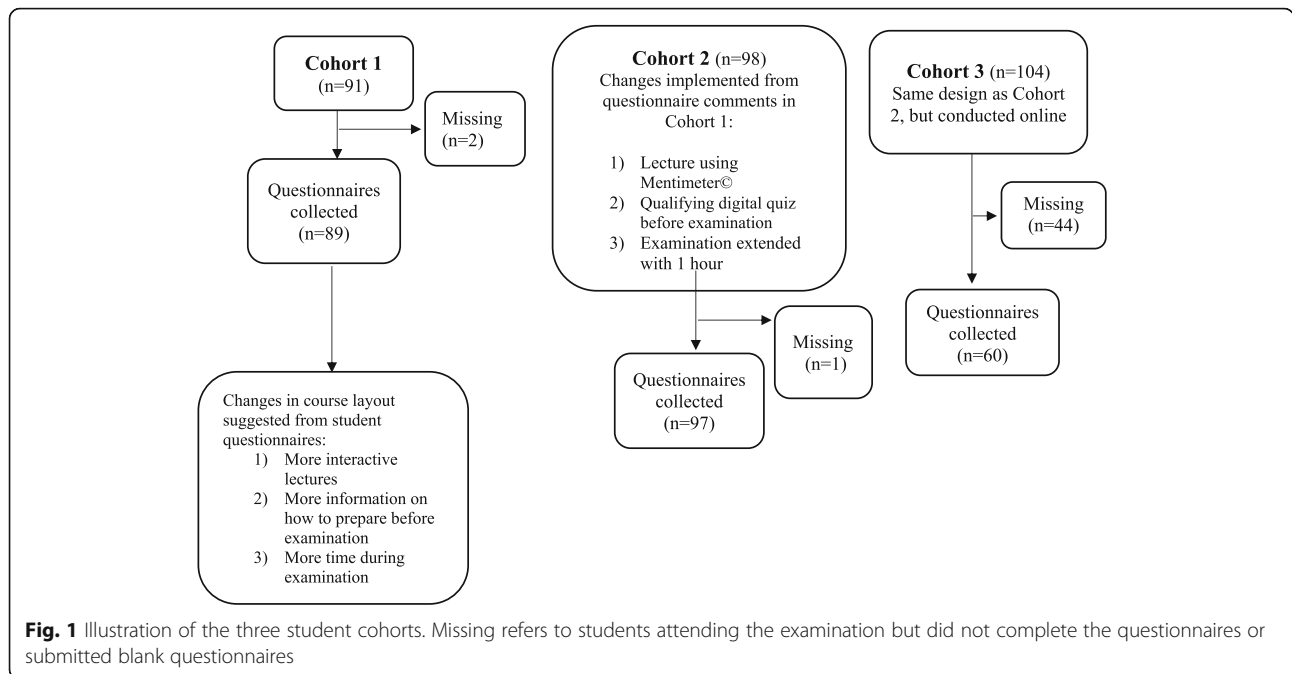 Cohort 1
(n=91)
Missing
(n=2)
Questionnaires
collected
(n=89)
Changes in course layout
suggested from student
questionnaires:
1) More interactive
lectures
2) More information on
how to prepare before
examination
3) More time during
examination
Cohort 2 (n=98)
Changes implemented from
questionnaire comments in
Cohort 1:
1) Lecture using
Mentimeter©
2) Qualifying digital quiz
before examination
3) Examination extended
with 1 hour
Missing
(n=1)
Questionnaires
collected
(n=97)
Cohort 3 (n=104)
Same design as Cohort
2, but conducted online
Missing
(n=44)
Questionnaires
collected
(n=60)
Fig. 1 Illustration of the three student cohorts. Missing refers to students attending the examination but did not complete the questionnaires or
submitted blank questionnaires